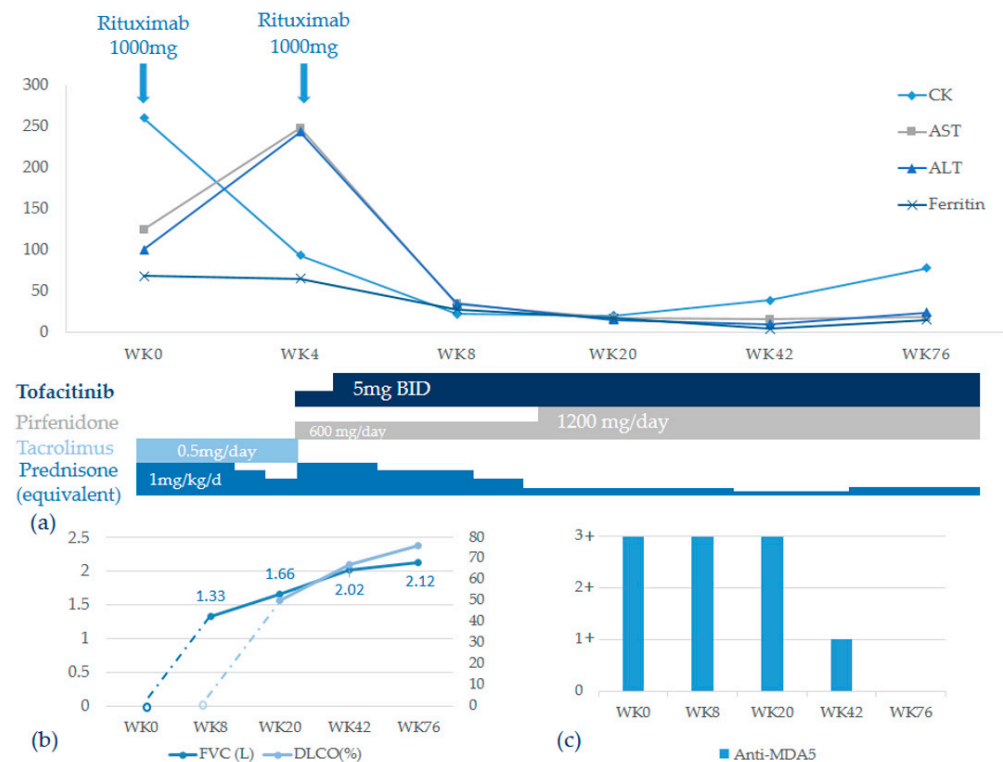 Rituximab
1000mg
Rituximab
1000mg
300
250
200
150
100
50
0
CK
AST
ALT
Ferritin
WK0 WK4 WK8 WK20 WK42 WK76
Tofacitinib
5mg BID
Pirfenidone
600 mg/day
1200 mg/day
Tacrolimus
0.5mg/day
Prednisone
(equivalent)
1mg/kg/d
(a)
2.5
2
1.5
1
0.5
0
1.33
1.66
2.02
2.12
80
70
60
50
40
30
20
10
0
WK0 WK8 WK20 WK42 WK76
(b)
FVC (L) DLCO(%)
3+
2+
1+
0
WK0 WK8 WK20 WK42 WK76
(c)
Anti-MDA5